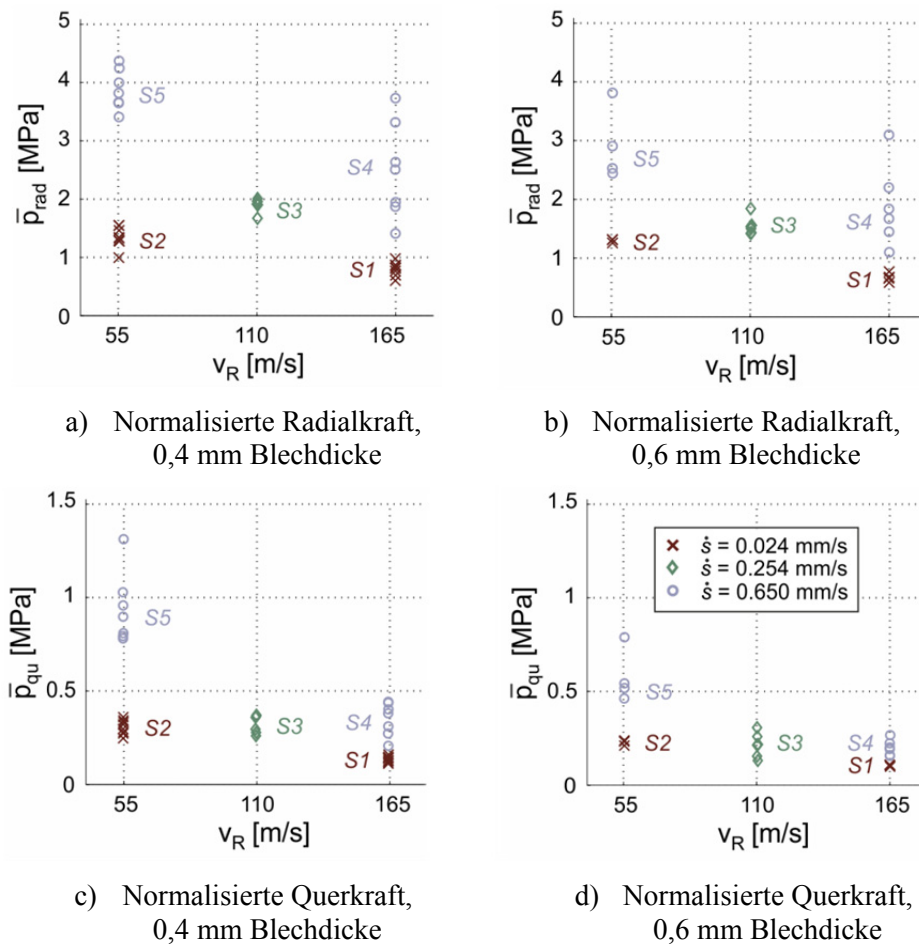 5
4
3
2
1
0
p̄rad [MPa]
S5
S2
S3
S4
S1
55
110
165
vR [m/s]
a) Normalisierte Radialkraft,
0,4 mm Blechdicke
5
4
3
2
1
0
p̄rad [MPa]
S5
S2
S3
S4
S1
55
110
165
vR [m/s]
b) Normalisierte Radialkraft,
0,6 mm Blechdicke
1.5
1
0.5
0
p̄qu [MPa]
S5
S2
S3
S4
S1
55
110
165
vR [m/s]
c) Normalisierte Querkraft,
0,4 mm Blechdicke
1.5
1
0.5
0
p̄qu [MPa]
ṡ = 0.024 mm/s
ṡ = 0.254 mm/s
ṡ = 0.650 mm/s
S5
S2
S3
S4
S1
55
110
165
vR [m/s]
d) Normalisierte Querkraft,
0,6 mm Blechdicke